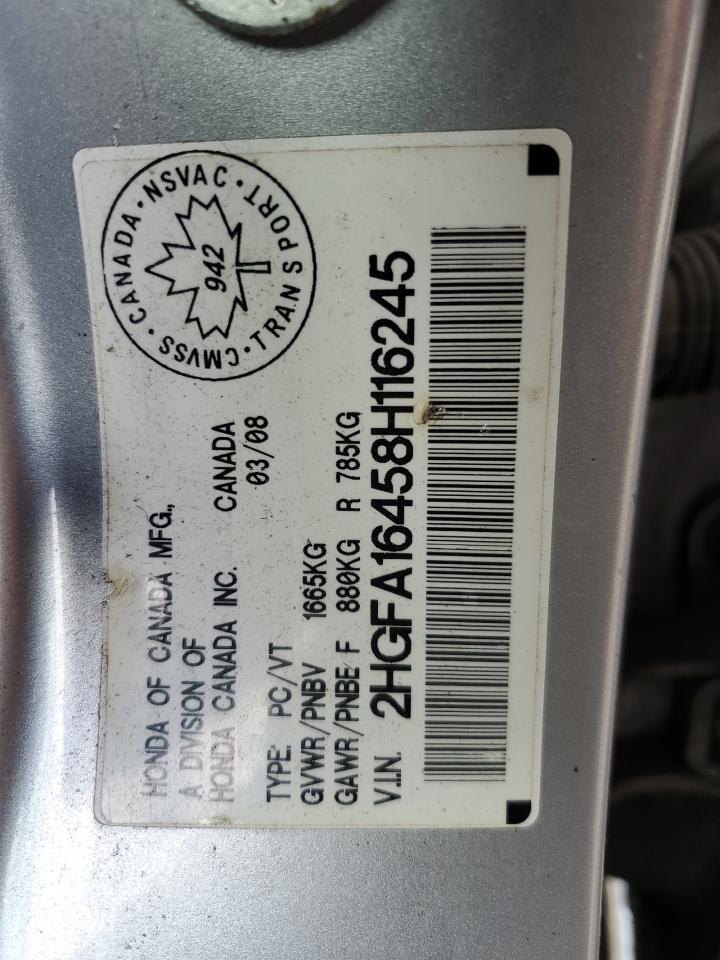 HONDA OF CANADA MFG.,
A DIVISION OF
HONDA CANADA INC. CANADA
03/08
TYPE: PC/VT
GVWR/PNBV 1665KG
GAWR/PNBE F 880KG R 785KG
V.I.N. 2HGFA16458H116245
CMVSS · CANADA · NSVAC · TRANSPORT ·
942